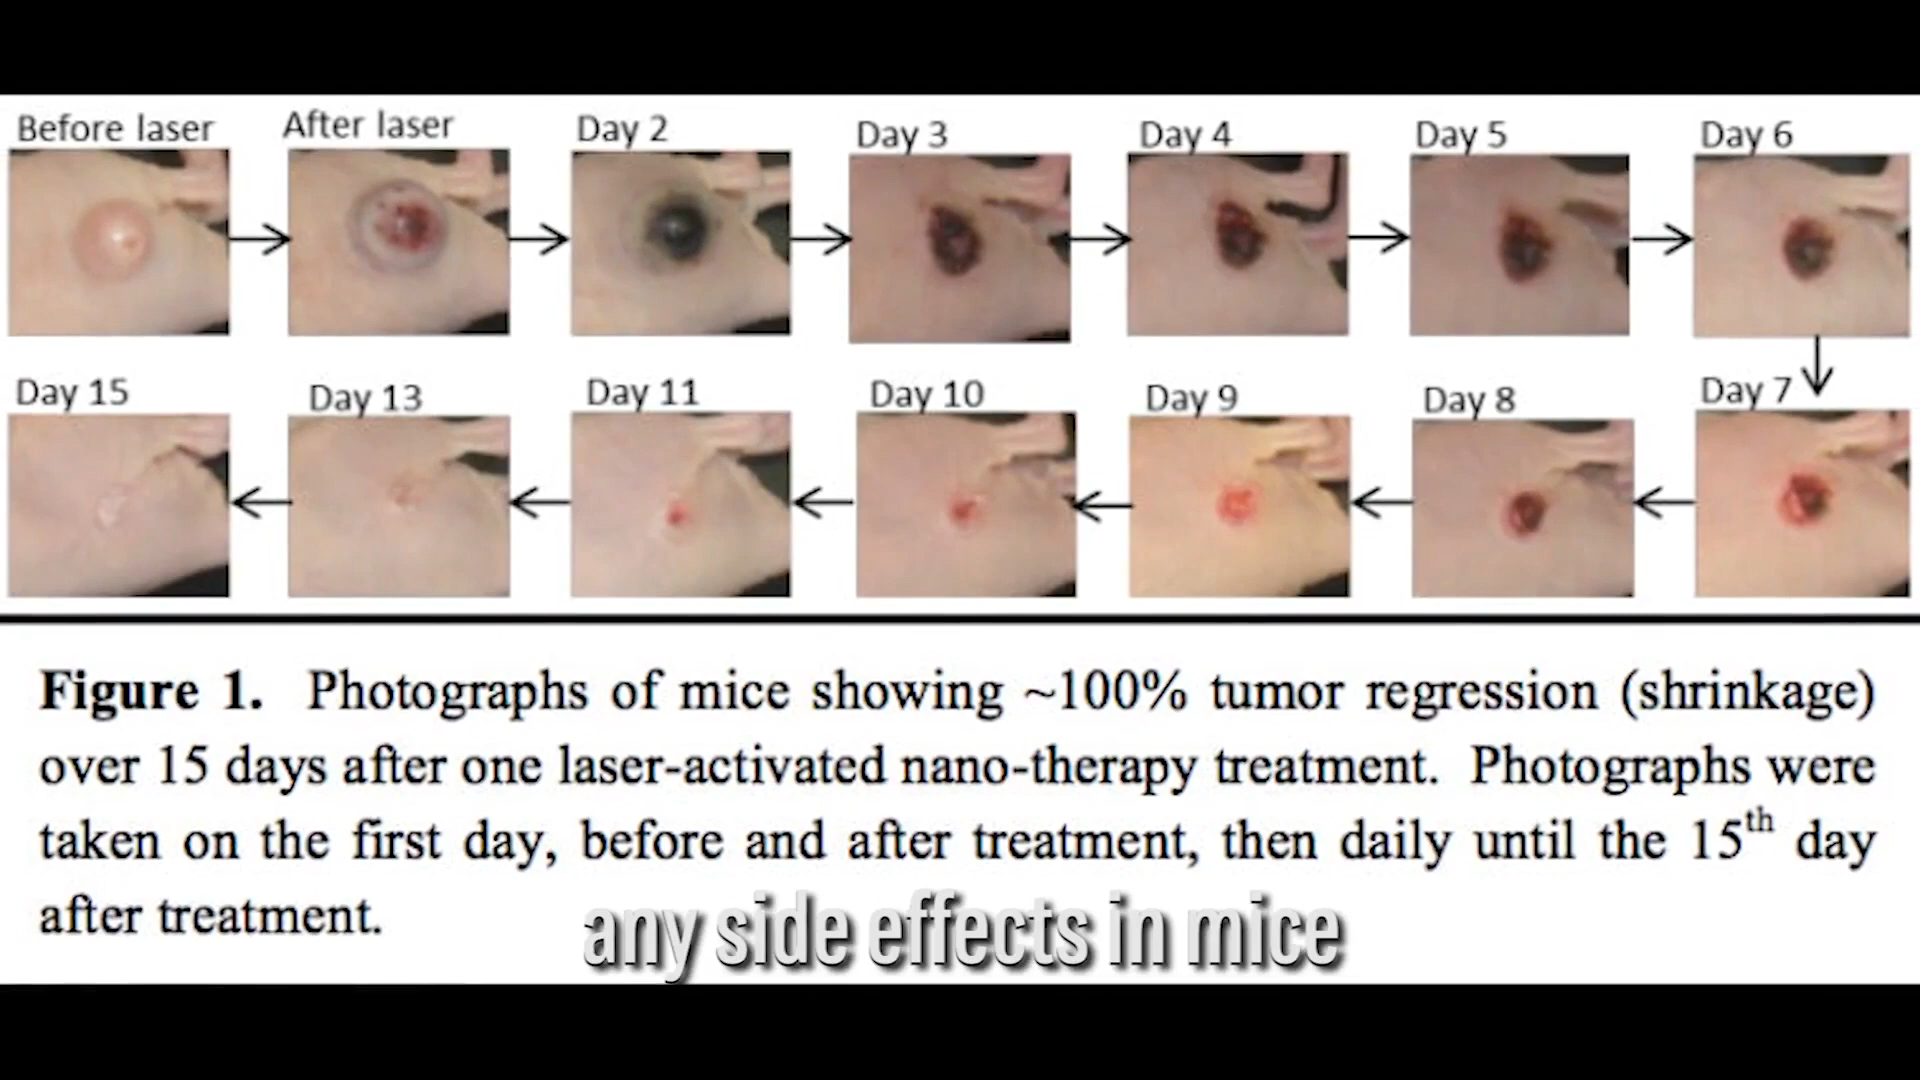 Before laser
After laser
Day 2
Day 3
Day 4
Day 5
Day 6
Day 15
Day 13
Day 11
Day 10
Day 9
Day 8
Day 7
Figure 1. Photographs of mice showing ~100% tumor regression (shrinkage)
over 15 days after one laser-activated nano-therapy treatment. Photographs were
taken on the first day, before and after treatment, then daily until the 15th day
after treatment.
any side effects in mice